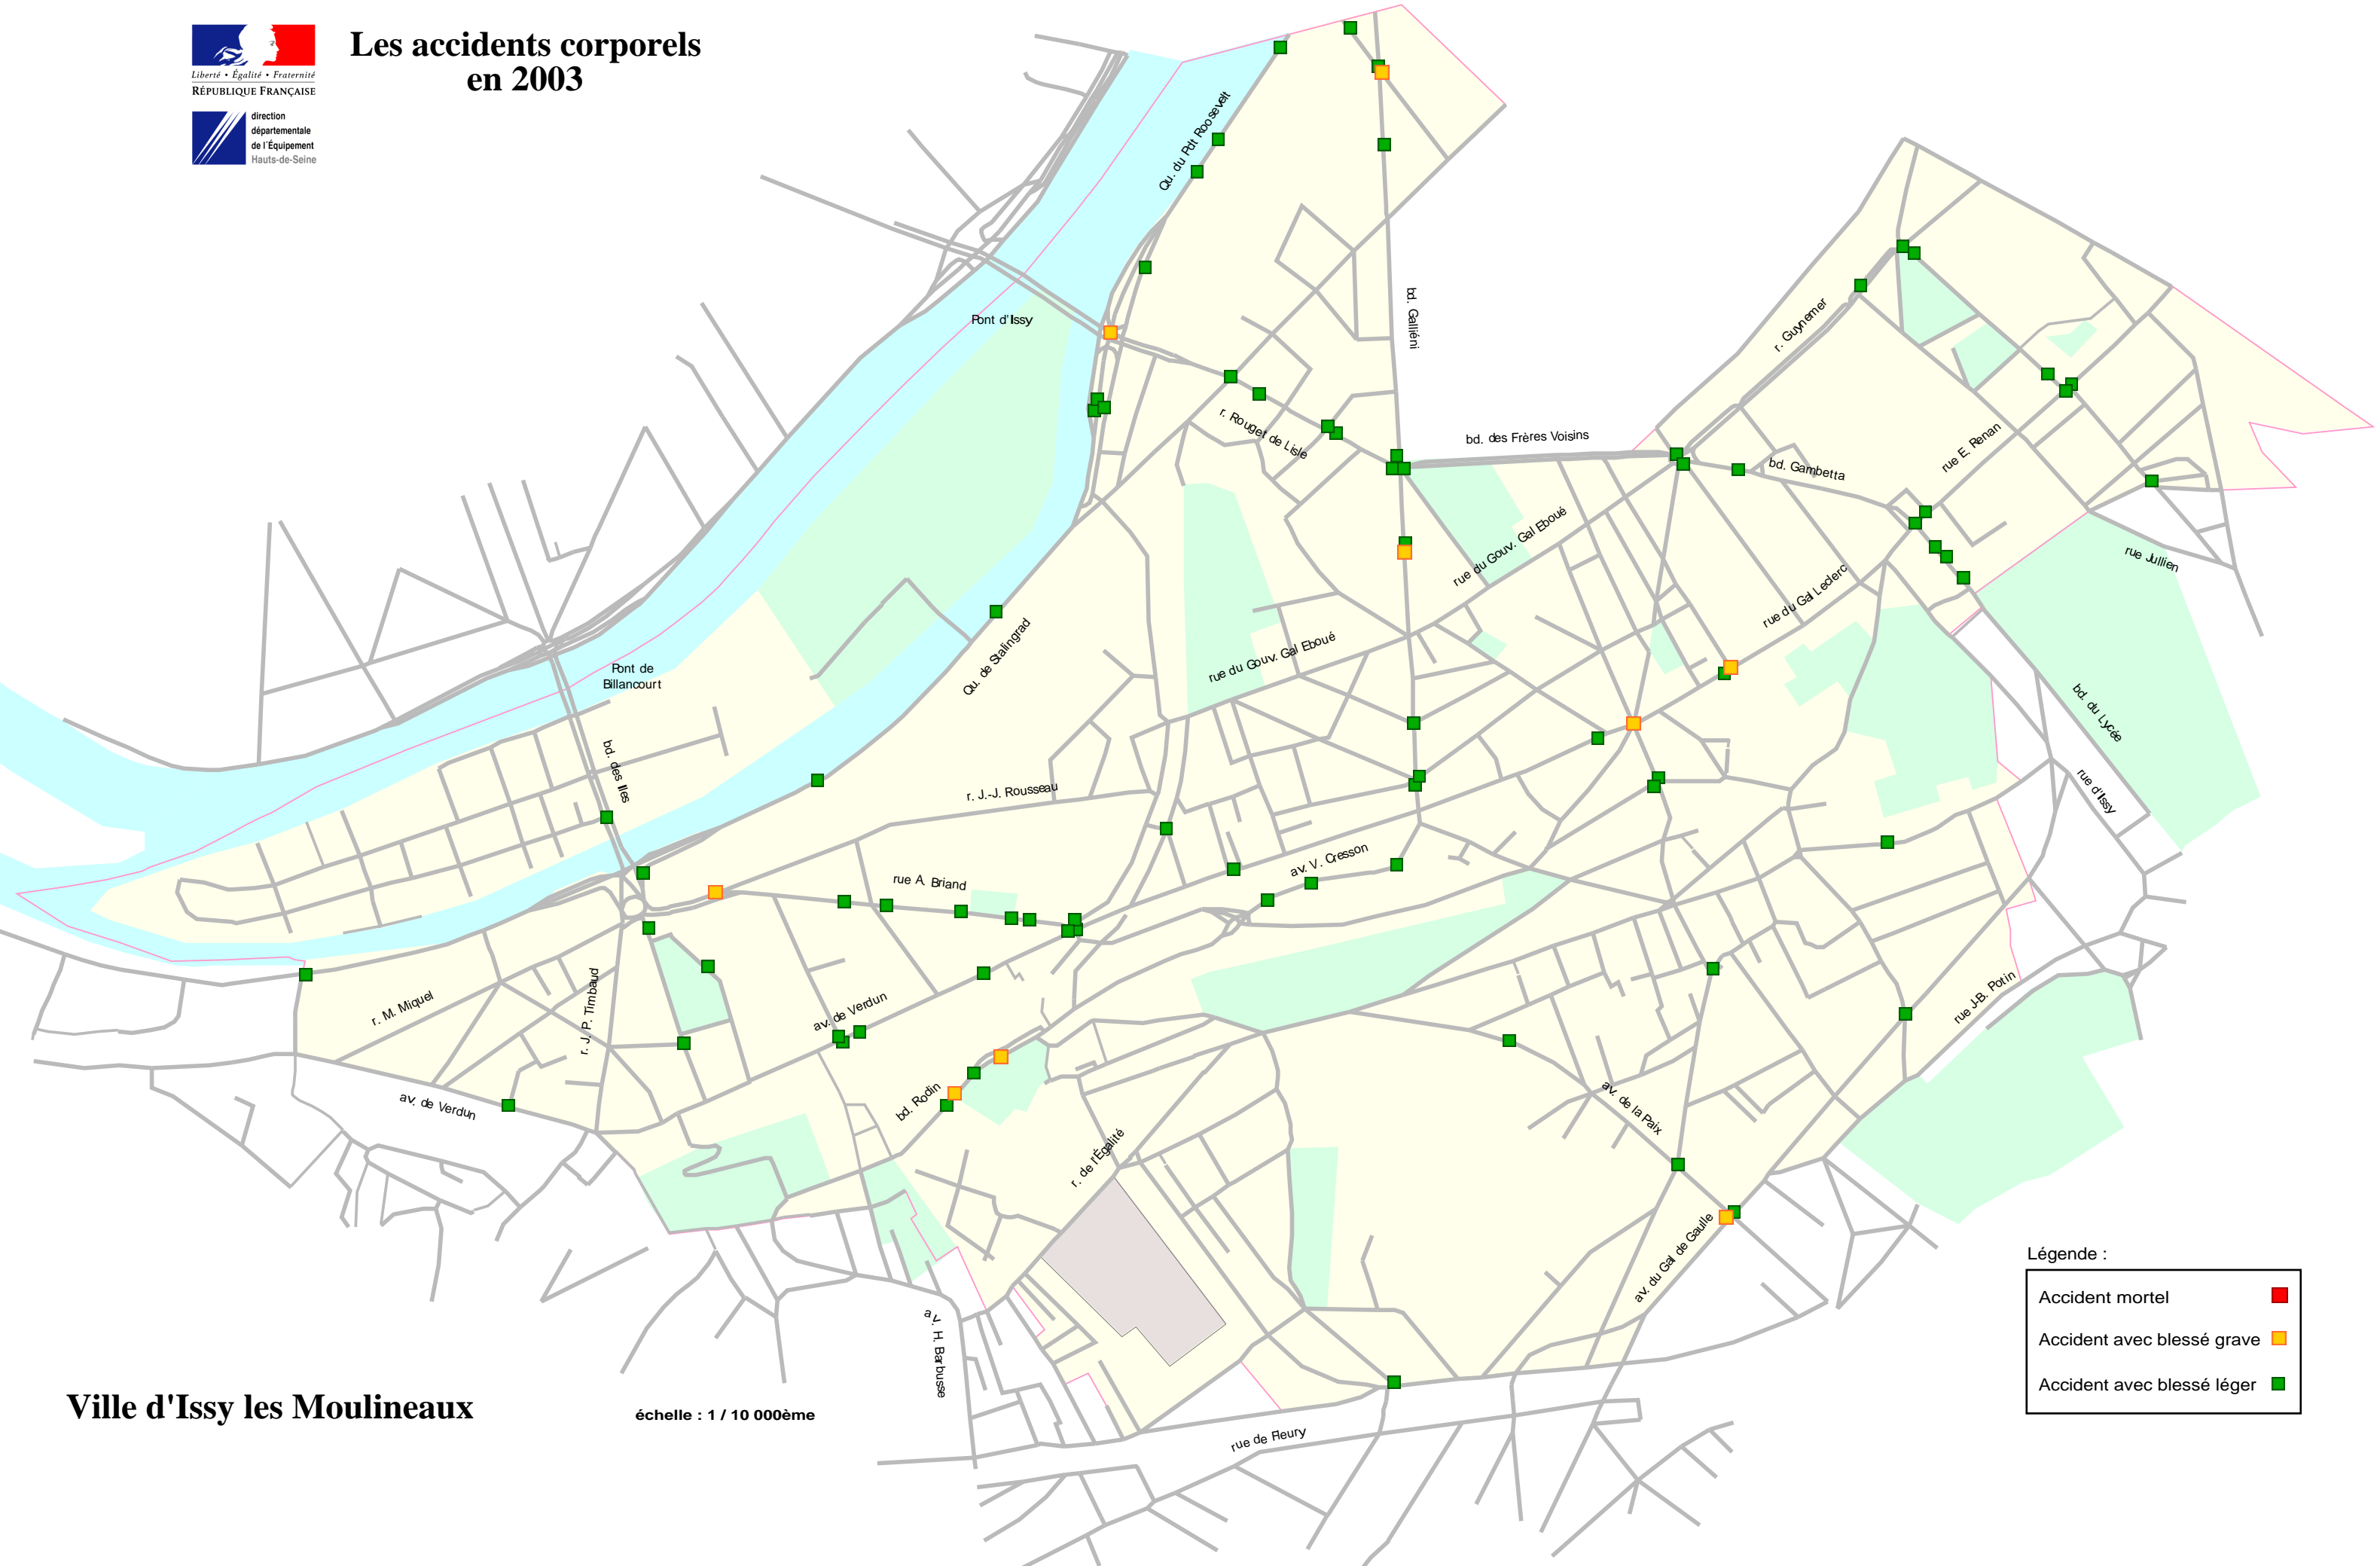 Liberté • Égalité • Fraternité
RÉPUBLIQUE FRANÇAISE
direction
départementale
de l'Équipement
Hauts-de-Seine
Les accidents corporels
en 2003
Qu. du Pdt Roosevelt
Pont d'Issy
bd. Galliéni
r. Guynemer
r. Rouget de Lisle
bd. des Frères Voisins
bd. Gambetta
rue E. Renan
rue du Gouv. Gal Eboué
rue Jullien
rue du Gal Leclerc
Qu. de Stalingrad
rue du Gouv. Gal Eboué
Pont de
Billancourt
bd. du Lycée
bd. des Iles
r. J.-J. Rousseau
rue d'Issy
rue A. Briand
av. V. Cresson
r. M. Miquel
r. J. P. Timbaud
av. de Verdun
rue J-B. Potin
av. de Verdun
bd. Rodin
av. de la Paix
r. de l'Égalité
av. du Gal de Gaulle
av. H. Barbusse
rue de Fleury
Légende :
Accident mortel
Accident avec blessé grave
Accident avec blessé léger
Ville d'Issy les Moulineaux
échelle : 1 / 10 000ème